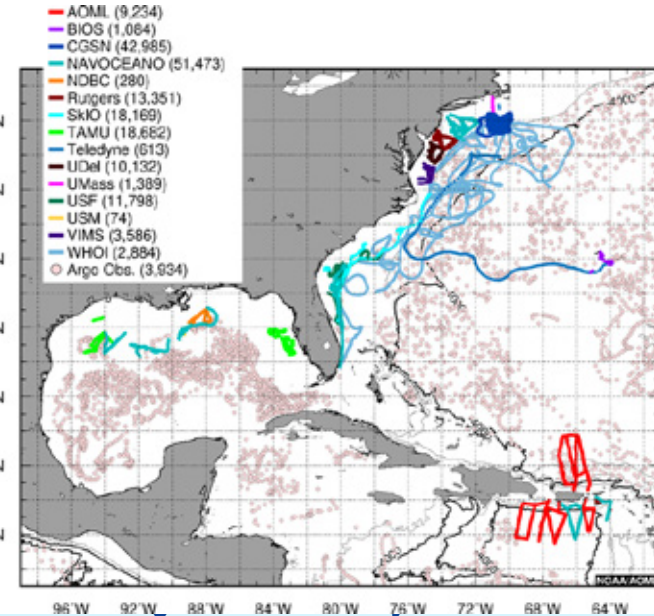 AOML (9,234)
BIOS (1,084)
CGSN (42,985)
NAVOCEANO (51,473)
NDBC (280)
Rutgers (13,351)
SkIO (18,169)
TAMU (18,682)
Teledyne (613)
UDel (10,132)
UMass (1,389)
USF (11,798)
USM (74)
VIMS (3,586)
WHOI (2,884)
Argo Obs. (3,934)
N
N
N
N
N
N
N
NOAA/AOM
96°W 92°W 88°W 84°W 80°W 76°W 72°W 68°W 64°W